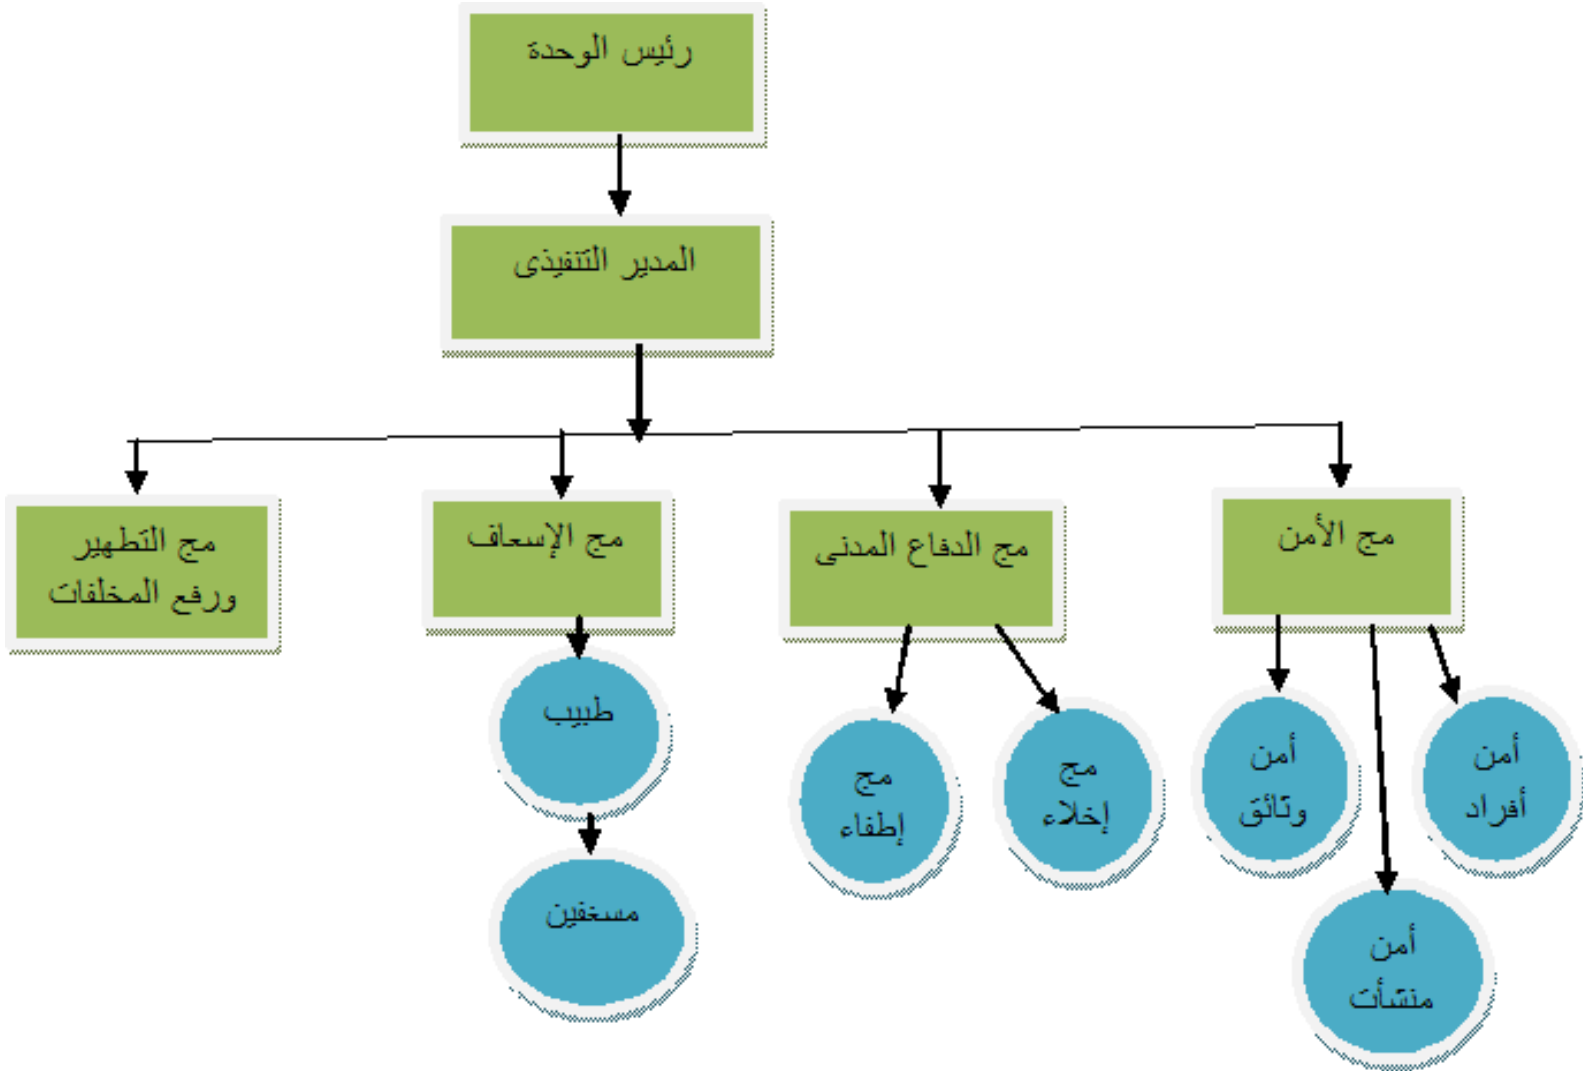 رئيس الوحدة
المدير التنفيذى
مج الأمن
مج الدفاع المدنى
مج الإسعاف
مج التطهير
ورفع المخلفات
أمن
أفراد
أمن
وثائق
أمن
منشأت
مج
إخلاء
مج
إطفاء
طبيب
مسعفين